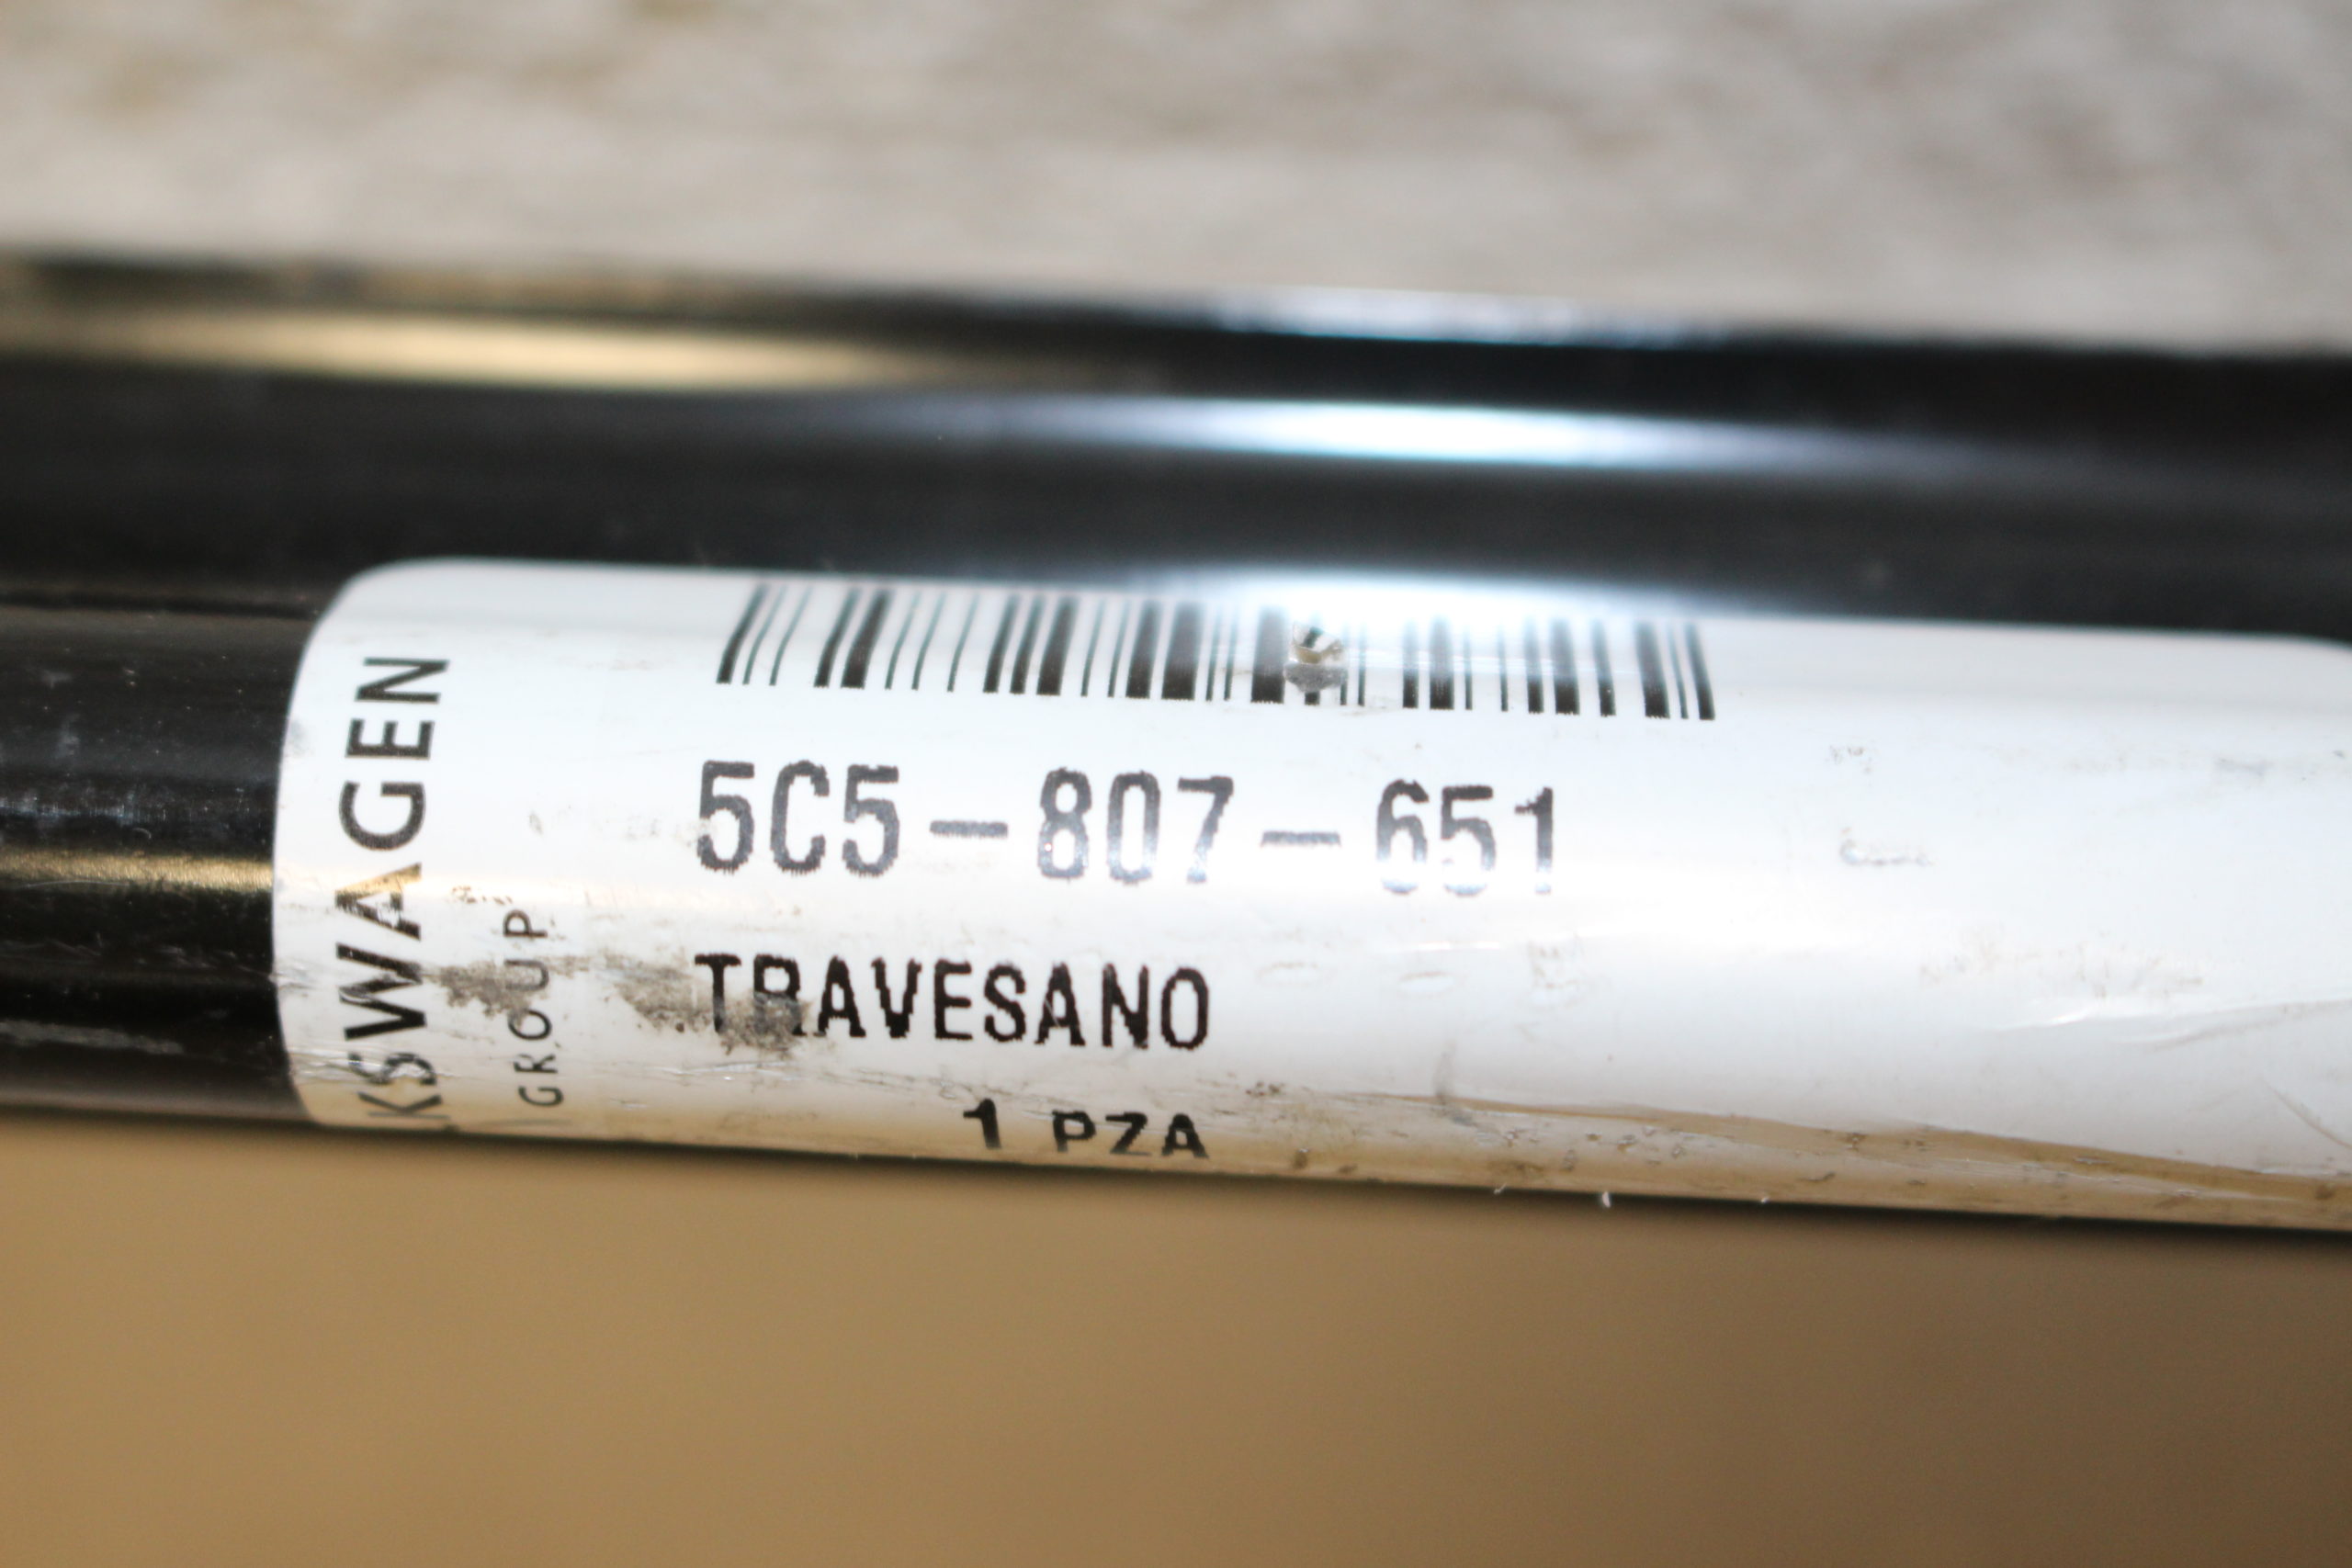 KSWAGEN
GROUP
5C5-807-651
TRAVESANO
1 PZA